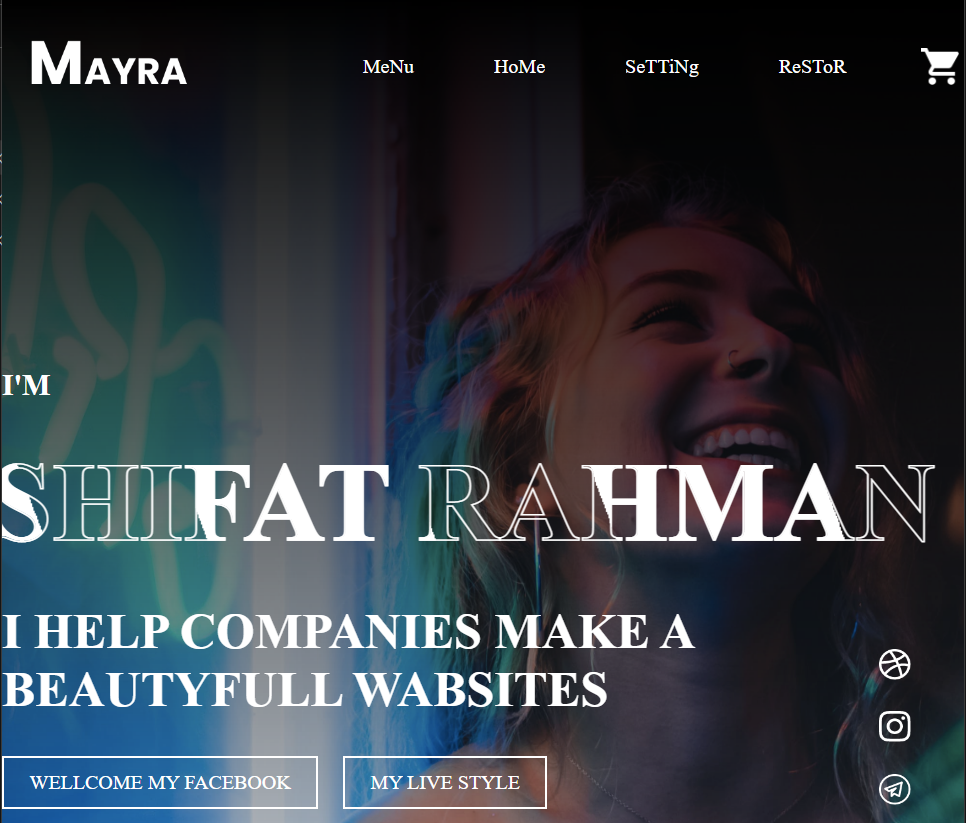 MAYRA
MeNu HoMe SeTTiNg ReSToR
I'M
SHIFAT RAHMAN
I HELP COMPANIES MAKE A
BEAUTYFULL WABSITES
WELLCOME MY FACEBOOK MY LIVE STYLE